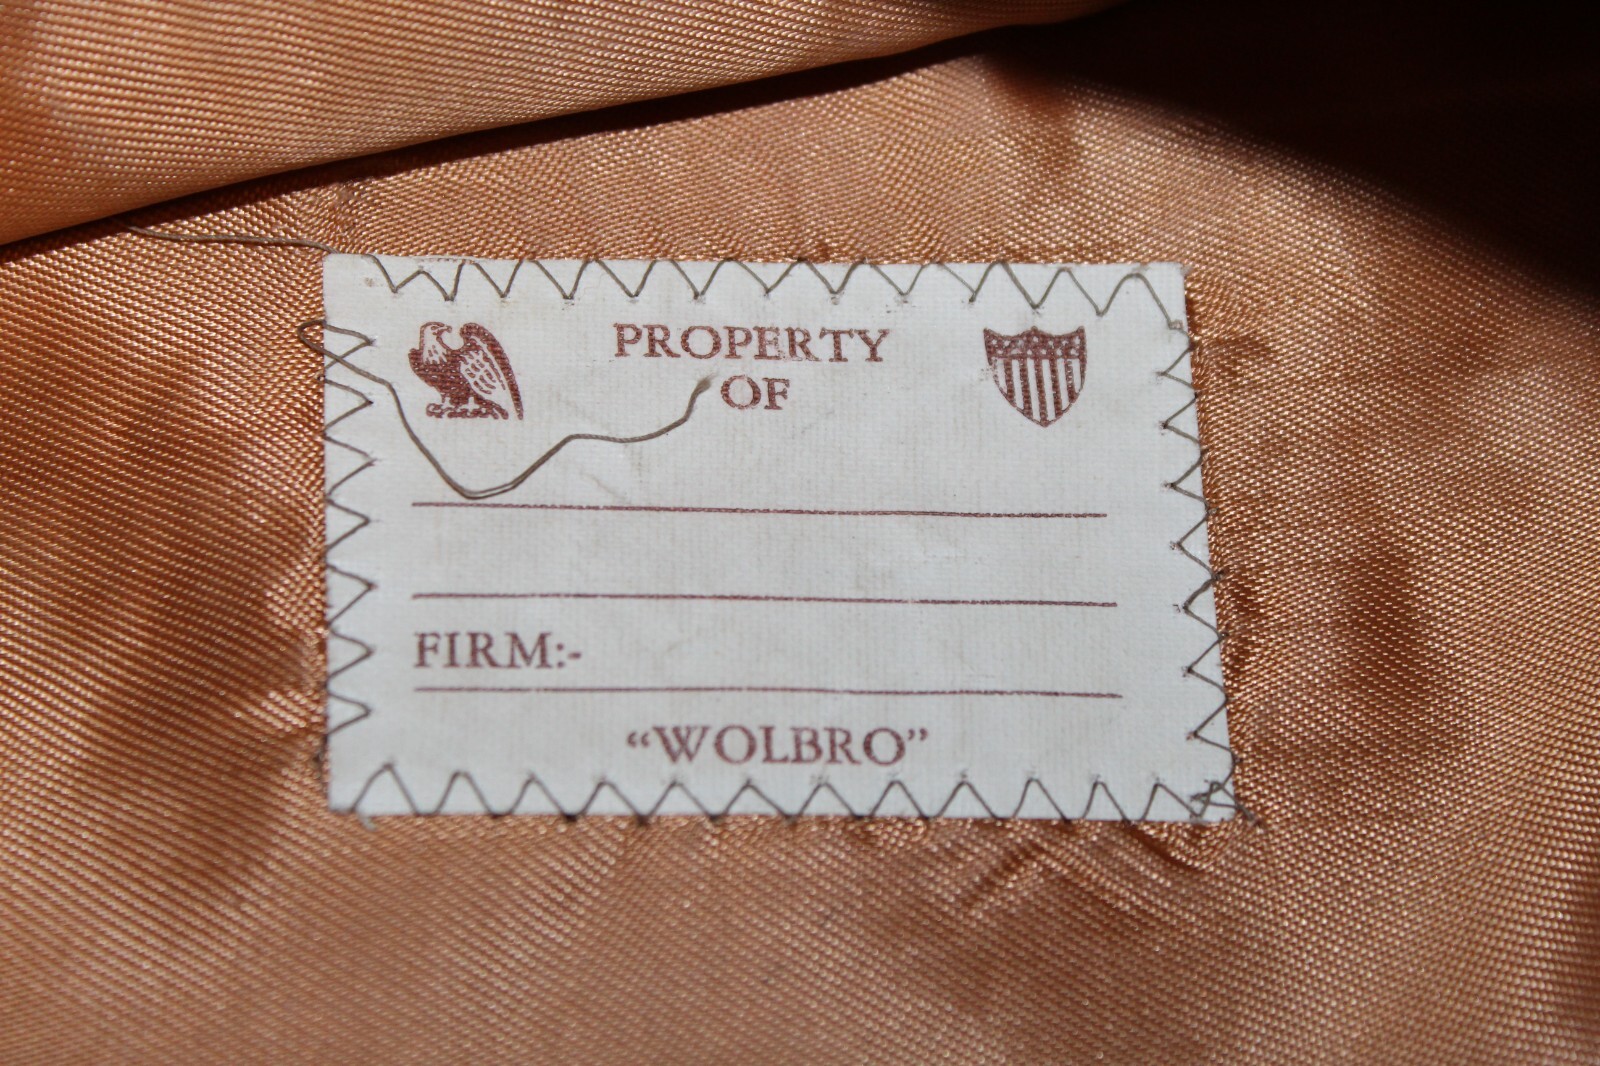 PROPERTY
OF
FIRM:-
“WOLBRO”